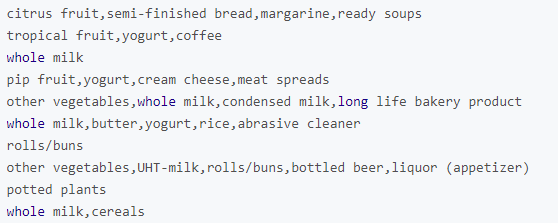 citrus fruit,semi-finished bread,margarine,ready soups
tropical fruit,yogurt,coffee
whole milk
pip fruit,yogurt,cream cheese,meat spreads
other vegetables,whole milk,condensed milk,long life bakery product
whole milk,butter,yogurt,rice,abrasive cleaner
rolls/buns
other vegetables,UHT-milk,rolls/buns,bottled beer,liquor (appetizer)
potted plants
whole milk,cereals